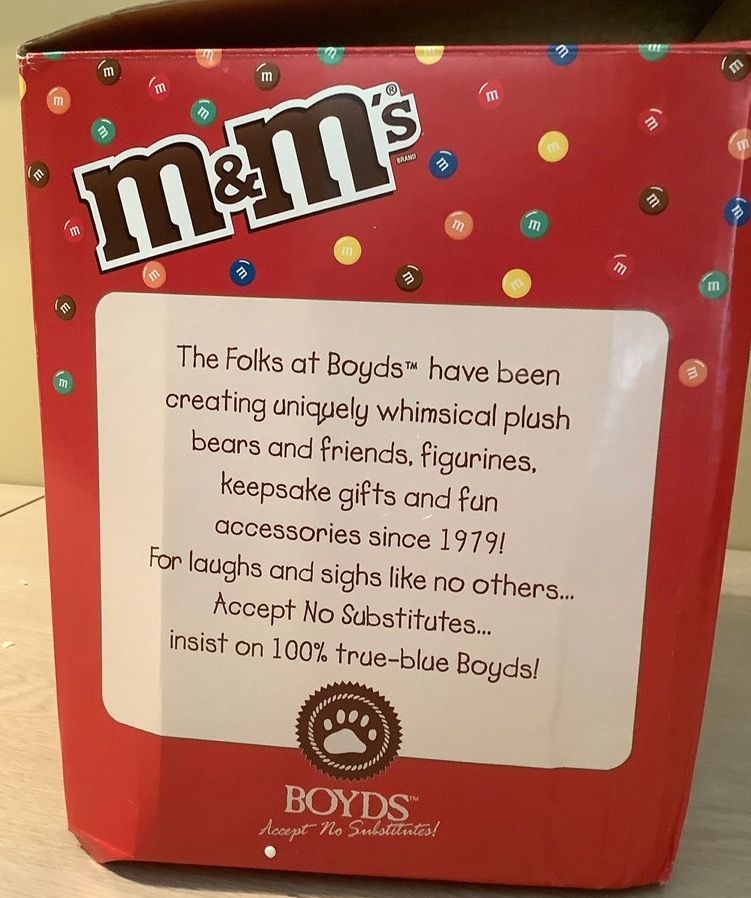 m&m's®
BRAND
The Folks at Boyds™ have been
creating uniquely whimsical plush
bears and friends, figurines,
keepsake gifts and fun
accessories since 1979!
For laughs and sighs like no others...
Accept No Substitutes...
insist on 100% true-blue Boyds!
BOYDS™
Accept No Substitutes!